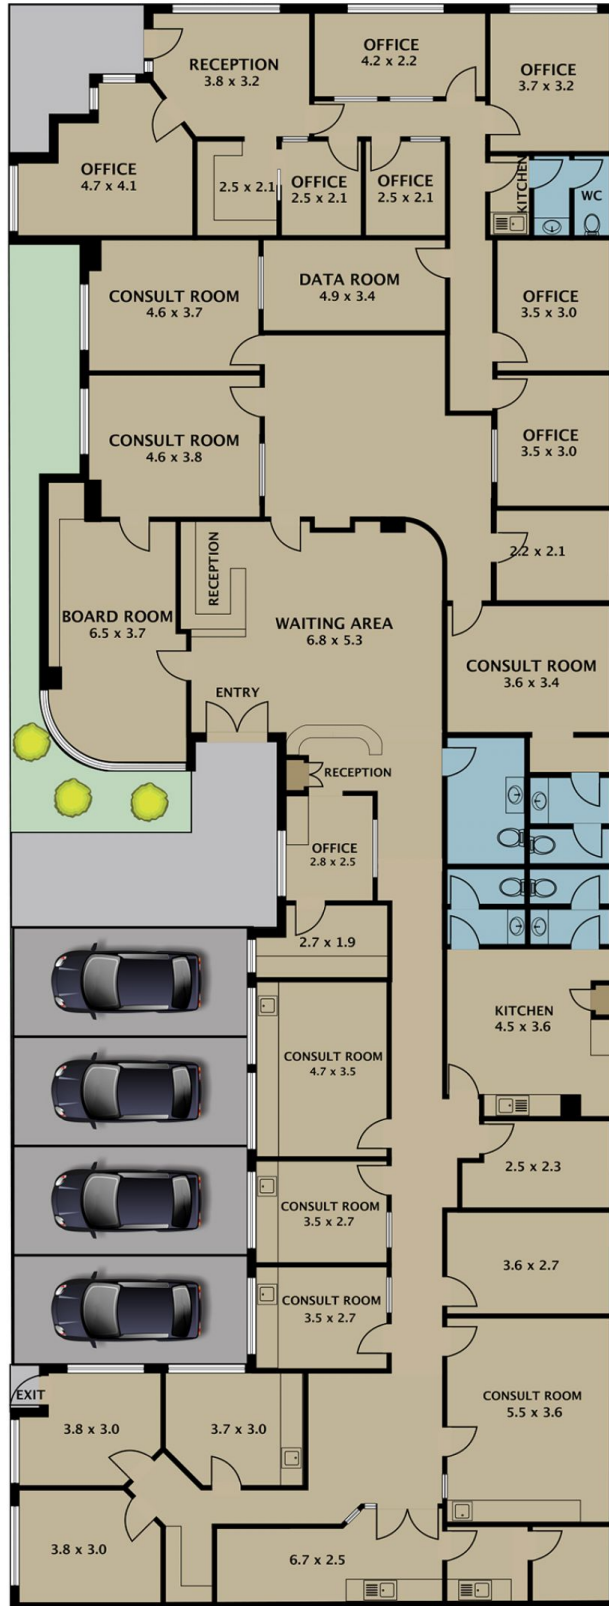 RECEPTION
3.8 x 3.2
OFFICE
4.2 x 2.2
OFFICE
3.7 x 3.2
OFFICE
4.7 x 4.1
2.5 x 2.1
OFFICE
2.5 x 2.1
OFFICE
2.5 x 2.1
KITCHEN
WC
CONSULT ROOM
4.6 x 3.7
DATA ROOM
4.9 x 3.4
OFFICE
3.5 x 3.0
CONSULT ROOM
4.6 x 3.8
OFFICE
3.5 x 3.0
2.2 x 2.1
RECEPTION
BOARD ROOM
6.5 x 3.7
WAITING AREA
6.8 x 5.3
CONSULT ROOM
3.6 x 3.4
ENTRY
RECEPTION
OFFICE
2.8 x 2.5
2.7 x 1.9
KITCHEN
4.5 x 3.6
CONSULT ROOM
4.7 x 3.5
2.5 x 2.3
CONSULT ROOM
3.5 x 2.7
3.6 x 2.7
CONSULT ROOM
3.5 x 2.7
EXIT
3.8 x 3.0
3.7 x 3.0
CONSULT ROOM
5.5 x 3.6
3.8 x 3.0
6.7 x 2.5